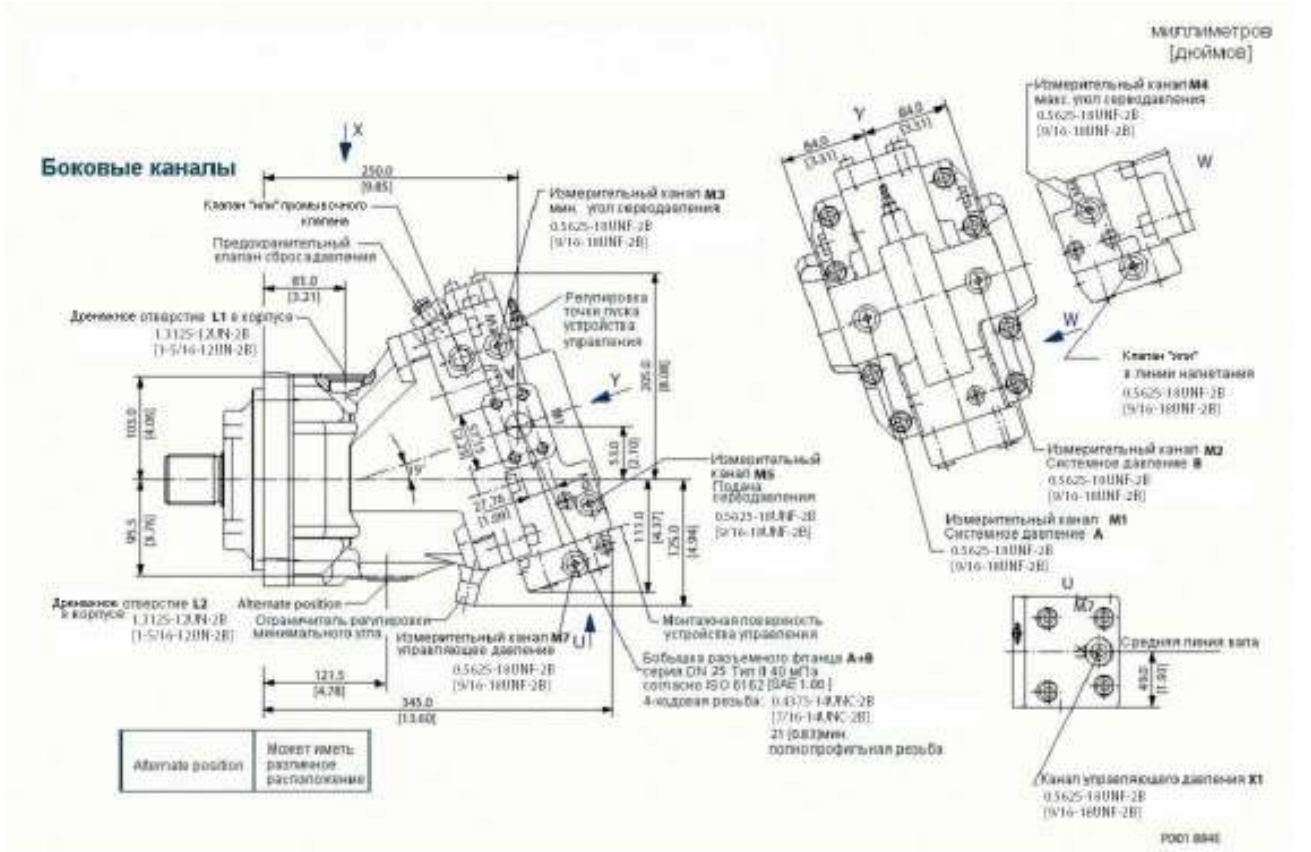 миллиметров
[дюймов]
Боковые каналы
X
250.0
[9.85]
Клапан "или" промывочного
клапана
Предохранительный
клапан сброса давления
81.0
[3.21]
Дренажное отверстие L1 в корпусе
1.3125-12UN-2B
[1-5/16-12UN-2B]
Измерительный канал M3
мин. угол серводавления
0.5625-18UNF-2B
[9/16-18UNF-2B]
Регулировка
точки пуска
устройства
управления
205.0
[8.08]
Y
53.0
[2.10]
103.0
[4.06]
95.5
[3.76]
27.76
[1.09]
111.0
[4.37]
125.0
[4.94]
Измерительный
канал M5
Подача
серводавления
0.5625-18UNF-2B
[9/16-18UNF-2B]
Дренажное отверстие L2
в корпусе
1.3125-12UN-2B
[1-5/16-12UN-2B]
Alternate position
Ограничитель регулировки
минимального угла
Измерительный канал M7
управляющее давление
0.5625-18UNF-2B
[9/16-18UNF-2B]
U
Монтажная поверхность
устройства управления
Бобышка разъемного фланца A+B
серия DN 25 Тип II 40 мПа
согласно ISO 6162 [SAE 1.00]
4-ходовая резьба: 0.4375-14UNC-2B
[7/16-14UNC-2B]
21 [0.83] мин.
полнопрофильная резьба
121.5
[4.78]
345.0
[13.60]
Alternate position
Может иметь
различное
расположение
Y
84.0
[3.31]
84.0
[3.31]
Измерительный канал M4
макс. угол серводавления
0.5625-18UNF-2B
[9/16-18UNF-2B]
W
W
Клапан "или"
в линии нагнетания
0.5625-18UNF-2B
[9/16-18UNF-2B]
Измерительный канал M2
Системное давление B
0.5625-18UNF-2B
[9/16-18UNF-2B]
Измерительный канал M1
Системное давление A
0.5625-18UNF-2B
[9/16-18UNF-2B]
U
M7
X1
Средняя линия вала
49.0
[1.93]
Канал управляющего давления X1
0.5625-18UNF-2B
[9/16-18UNF-2B]